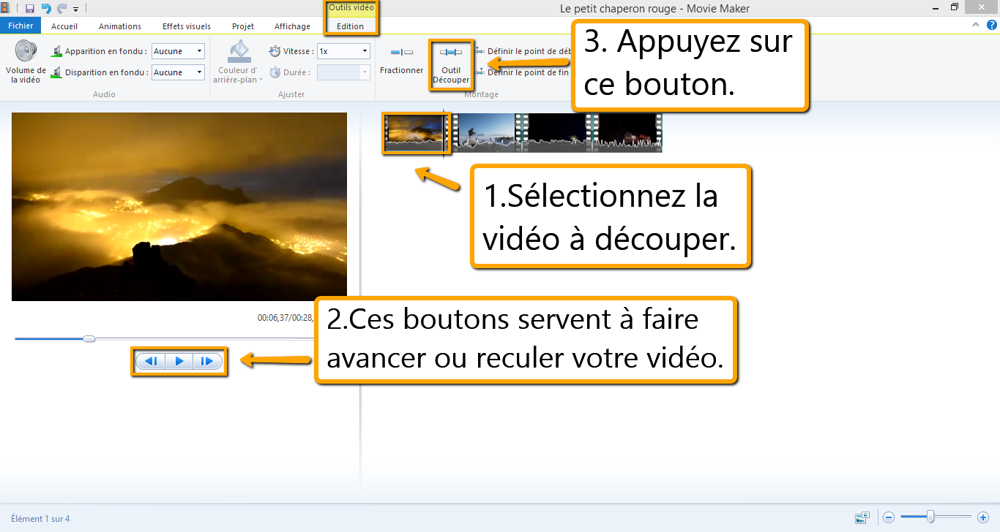 Outils vidéo
Le petit chaperon rouge - Movie Maker
Fichier
Accueil
Animations
Effets visuels
Projet
Affichage
Edition
Volume de
la vidéo
Apparition en fondu :
Aucune
Disparition en fondu :
Aucune
Audio
Couleur d'
arrière-plan
Vitesse :
1x
Durée :
Ajuster
Fractionner
Outil
Découper
Définir le point de
Définir le point de fin
Montage
3. Appuyez sur
ce bouton.
1.Sélectionnez la
vidéo à découper.
00:06,37/00:28,
2.Ces boutons servent à faire
avancer ou reculer votre vidéo.
Élément 1 sur 4